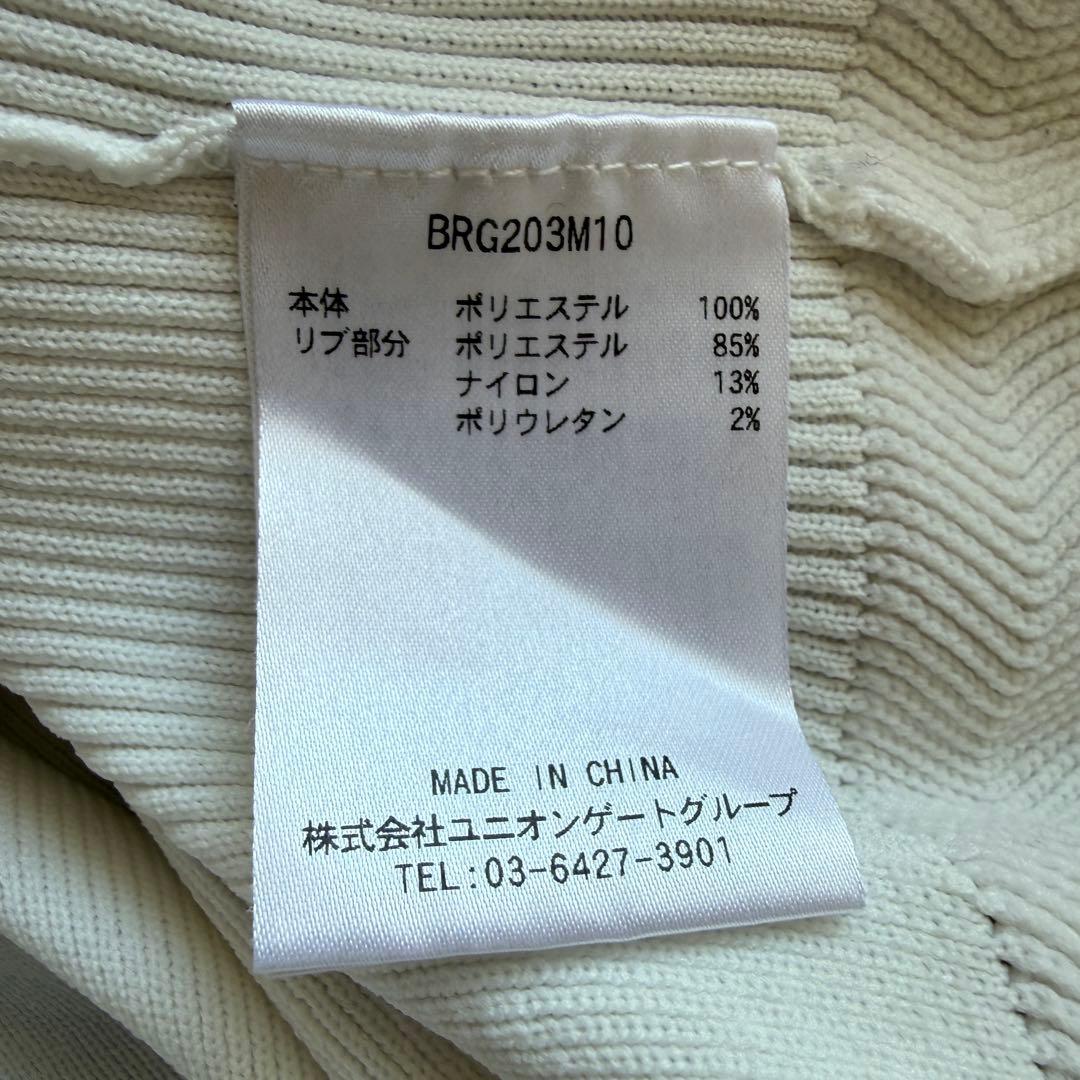 BRG203M10
本体 ポリエステル 100%
リブ部分 ポリエステル 85%
ナイロン 13%
ポリウレタン 2%
MADE IN CHINA
株式会社ユニオンゲートグループ
TEL:03-6427-3901